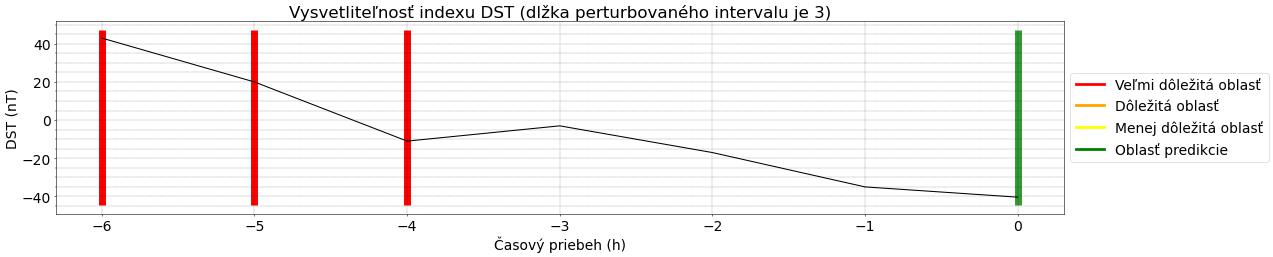 Vysvetliteľnosť indexu DST (dlžka perturbovaného intervalu je 3)
DST (nT)
40
20
0
−20
−40
−6
−5
−4
−3
−2
−1
0
Časový priebeh (h)
Veľmi dôležitá oblasť
Dôležitá oblasť
Menej dôležitá oblasť
Oblasť predikcie